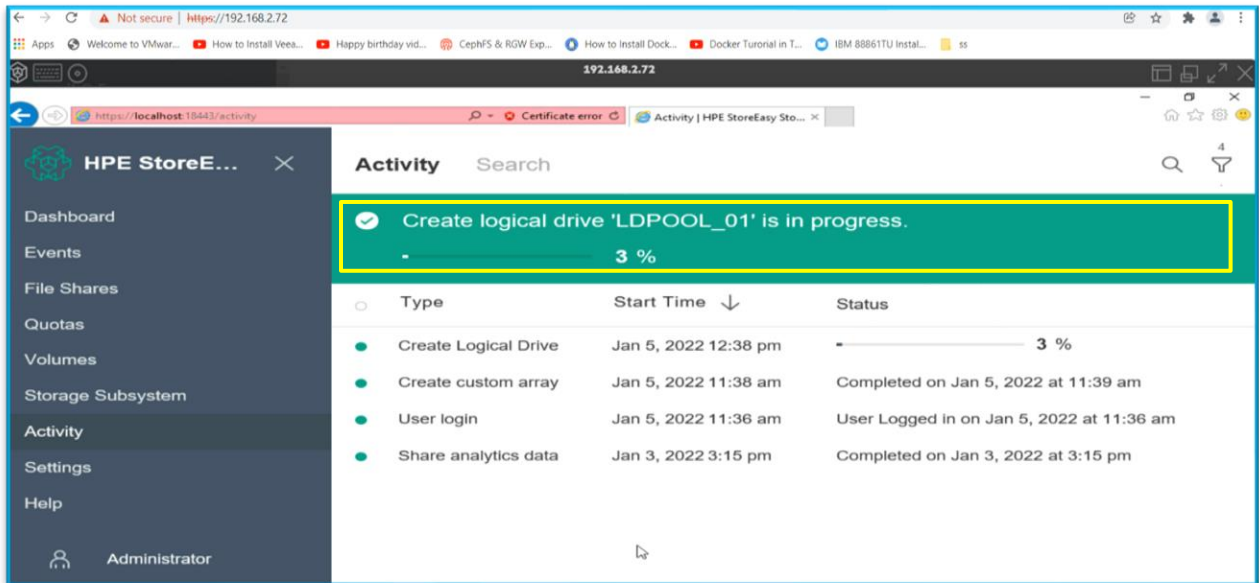 Not secure | https://192.168.2.72
Apps Welcome to VMwar... How to Install Veea... Happy birthday vid... CephFS & RGW Exp... How to Install Dock... Docker Turorial in T... IBM 88861TU Instal... ss
192.168.2.72
https://localhost:18443/activity Certificate error Activity | HPE StoreEasy Sto...
HPE StoreE...
Activity Search
4
Dashboard
Events
File Shares
Quotas
Volumes
Storage Subsystem
Activity
Settings
Help
Administrator
Create logical drive 'LDPOOL_01' is in progress.
3 %
Type Start Time Status
Create Logical Drive Jan 5, 2022 12:38 pm 3 %
Create custom array Jan 5, 2022 11:38 am Completed on Jan 5, 2022 at 11:39 am
User login Jan 5, 2022 11:36 am User Logged in on Jan 5, 2022 at 11:36 am
Share analytics data Jan 3, 2022 3:15 pm Completed on Jan 3, 2022 at 3:15 pm